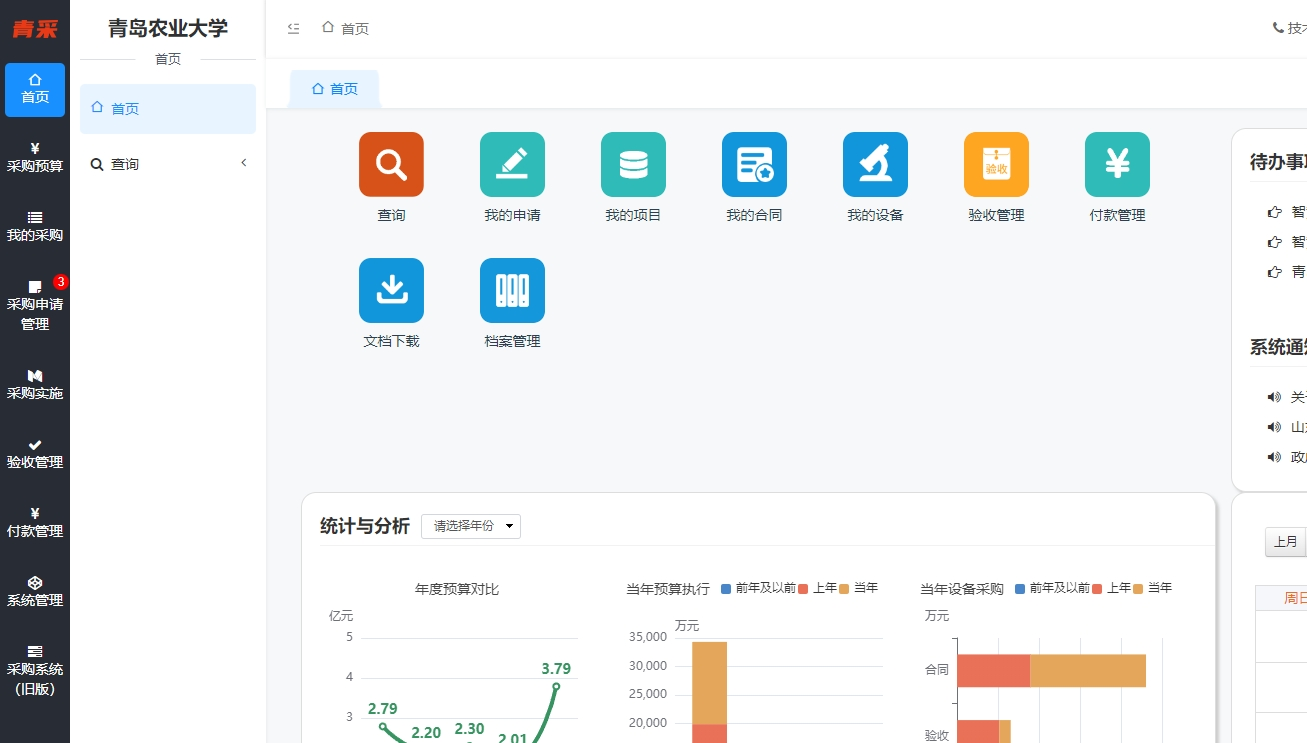 青采
首页
采购预算
我的采购
3
采购申请
管理
采购实施
验收管理
付款管理
系统管理
采购系统
(旧版)
青岛农业大学
首页
首页
查询
首页
首页
查询
我的申请
我的项目
我的合同
我的设备
验收
验收管理
付款管理
文档下载
档案管理
统计与分析
请选择年份
年度预算对比
亿元
5
4
3
2.79
2.20
2.30
2.01
3.79
当年预算执行
前年及以前
上年
当年
万元
35,000
30,000
25,000
20,000
当年设备采购
前年及以前
上年
当年
万元
合同
验收
技
待办事
智
智
青
系统通
关
山
政
上月
周日